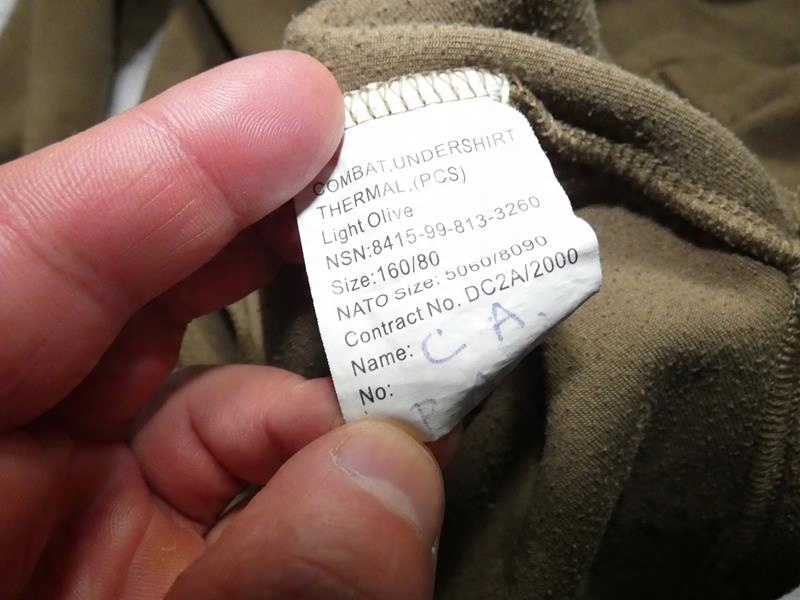 COMBAT,UNDERSHIRT
THERMAL,(PCS)
Light Olive
NSN:8415-99-813-3260
Size:160/80
NATO Size: 5060/8090
Contract No. DC2A/2000
Name: C A.
No: